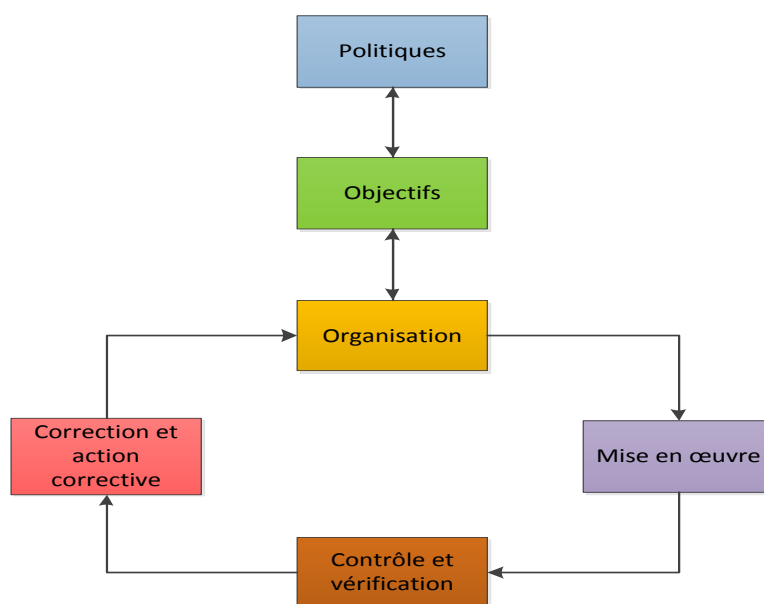 Politiques
Objectifs
Organisation
Correction et
action
corrective
Mise en œuvre
Contrôle et
vérification